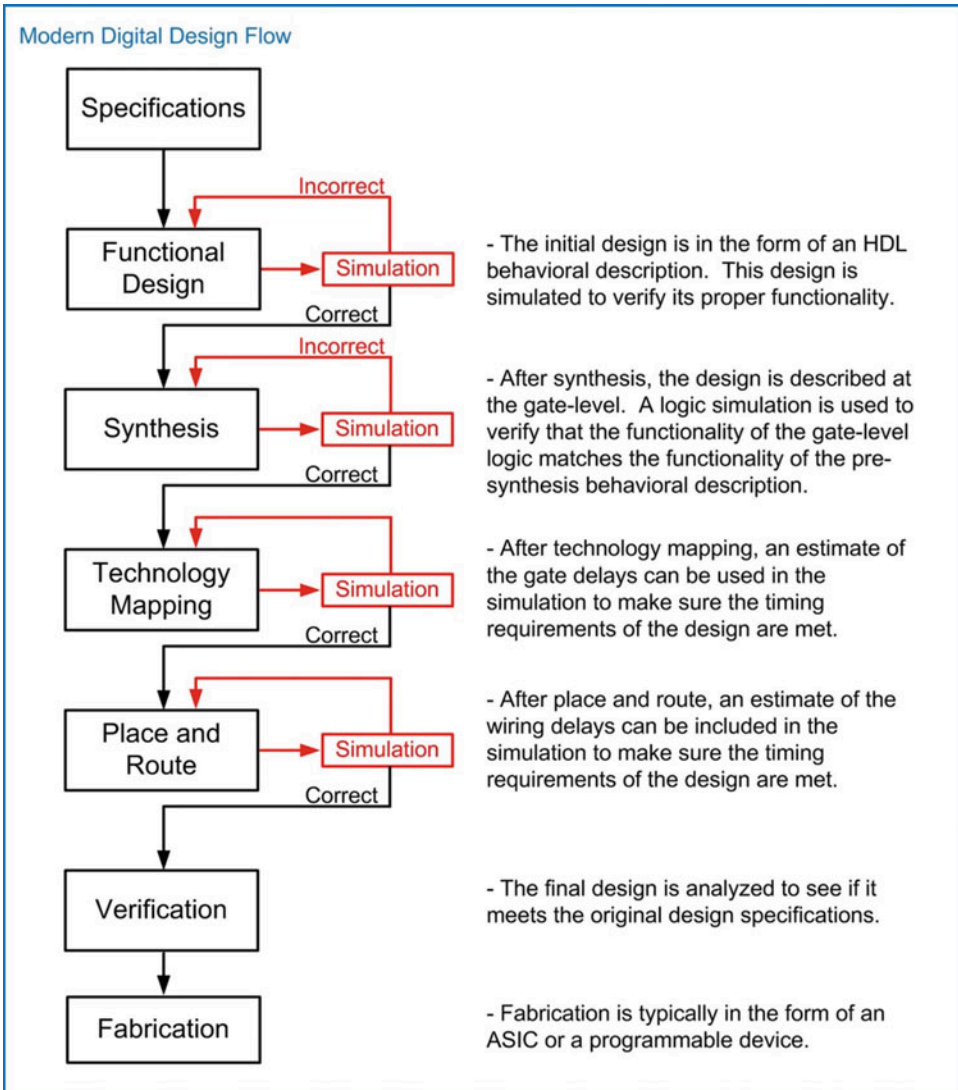 Modern Digital Design Flow
Specifications
Incorrect
Functional
Design
Simulation
- The initial design is in the form of an HDL
behavioral description. This design is
simulated to verify its proper functionality.
Correct
Incorrect
Synthesis
Simulation
- After synthesis, the design is described at
the gate-level. A logic simulation is used to
verify that the functionality of the gate-level
logic matches the functionality of the pre-
synthesis behavioral description.
Correct
Technology
Mapping
Simulation
- After technology mapping, an estimate of
the gate delays can be used in the
simulation to make sure the timing
requirements of the design are met.
Correct
Place and
Route
Simulation
- After place and route, an estimate of the
wiring delays can be included in the
simulation to make sure the timing
requirements of the design are met.
Correct
Verification
- The final design is analyzed to see if it
meets the original design specifications.
Fabrication
- Fabrication is typically in the form of an
ASIC or a programmable device.